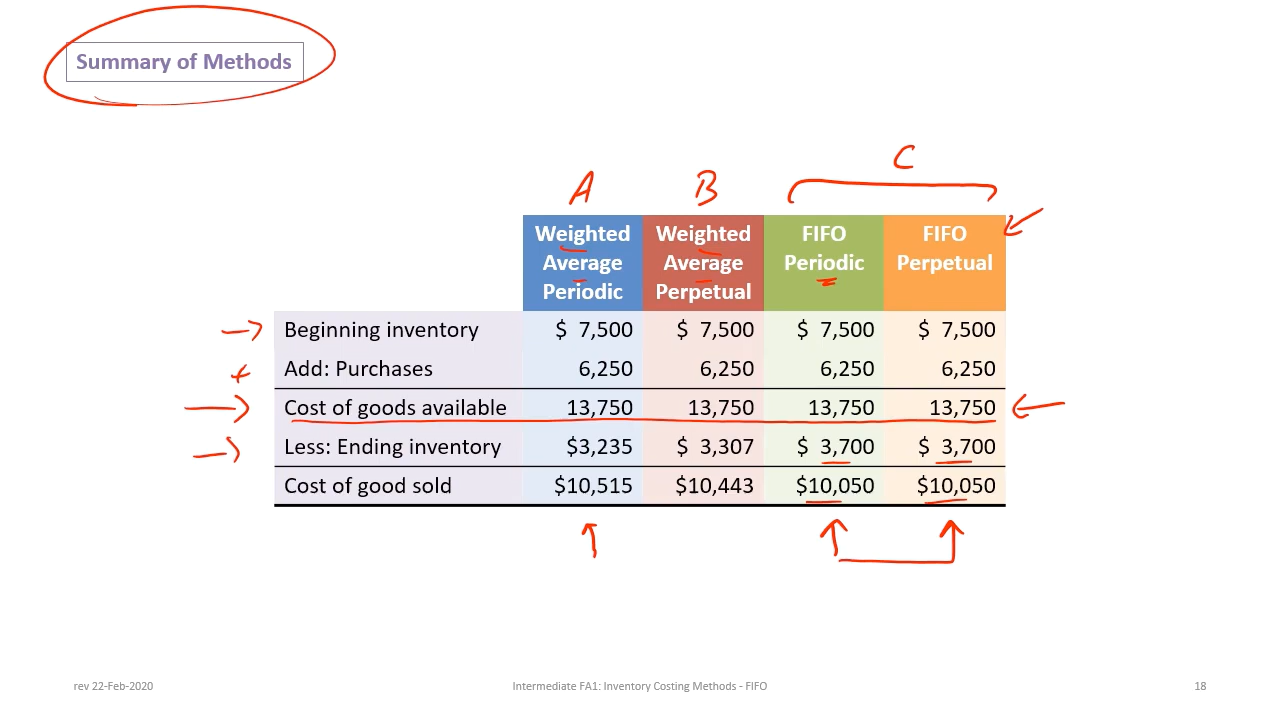 Summary of Methods
A B C
Weighted Average Periodic Weighted Average Perpetual FIFO Periodic FIFO Perpetual
Beginning inventory $ 7,500 $ 7,500 $ 7,500 $ 7,500
+ Add: Purchases 6,250 6,250 6,250 6,250
Cost of goods available 13,750 13,750 13,750 13,750
Less: Ending inventory $3,235 $ 3,307 $ 3,700 $ 3,700
Cost of good sold $10,515 $10,443 $10,050 $10,050
rev 22-Feb-2020 Intermediate FA1: Inventory Costing Methods - FIFO 18